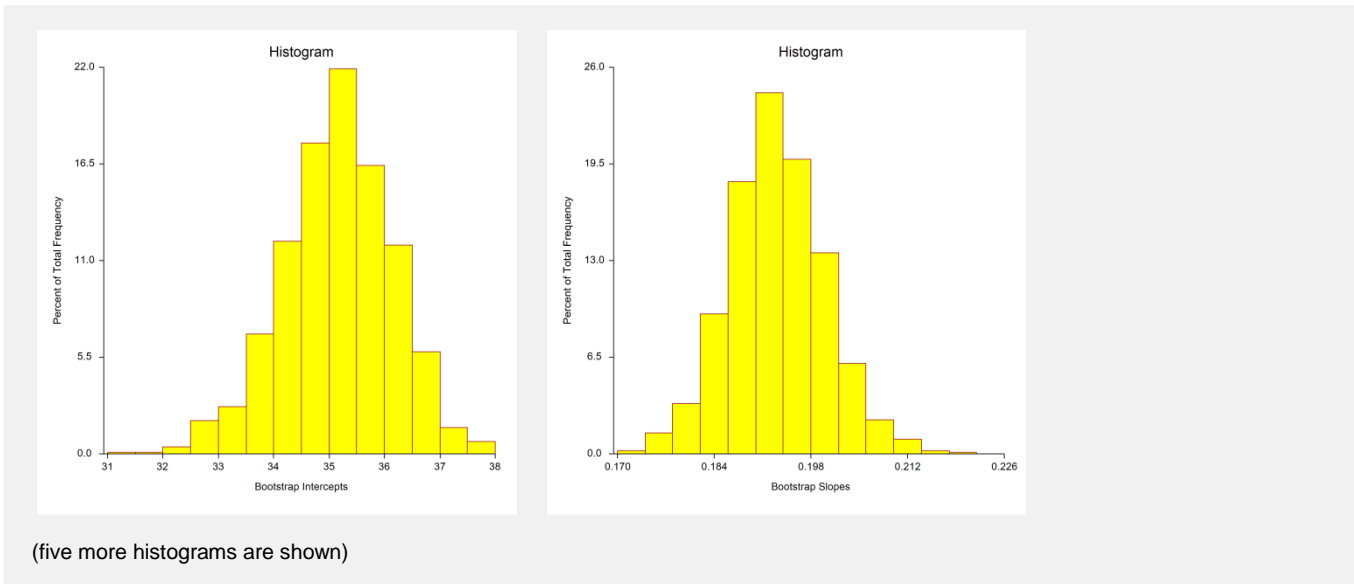 Histogram
22.0
16.5
11.0
5.5
0.0
Percent of Total Frequency
31 32 33 34 35 36 37 38
Bootstrap Intercepts
Histogram
26.0
19.5
13.0
6.5
0.0
Percent of Total Frequency
0.170 0.184 0.198 0.212 0.226
Bootstrap Slopes
(five more histograms are shown)